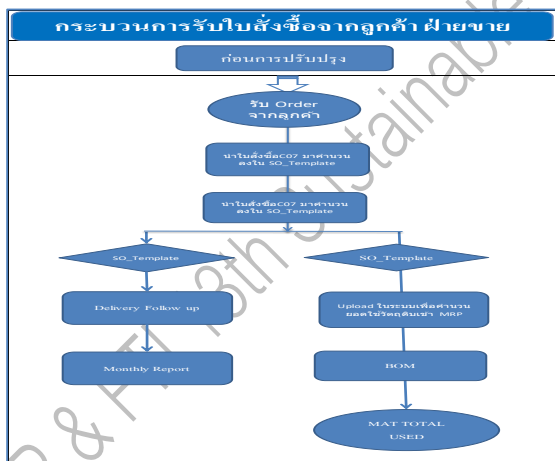 กระบวนการรับใบสั่งซื้อจากลูกค้า ฝ่ายขาย
ก่อนการปรับปรุง
รับ Order
จากลูกค้า
นำใบสั่งซื้อC07 มาคำนวน
ลงใน SO_Template
นำใบสั่งซื้อC07 มาคำนวน
ลงใน SO_Template
SO_Template
SO_Template
Delivery Follow up
Upload ในระบบเพื่อคำนวน
ยอดใช้วัตถุดิบเข้า MRP
Monthly Report
BOM
MAT TOTAL
USED
& HTI 13th Sustainable